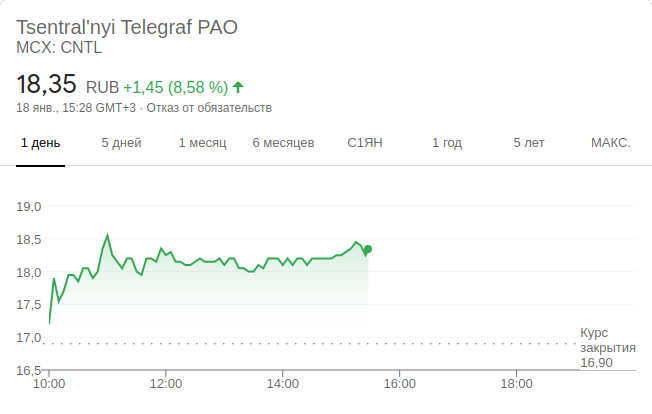 Tsentral'nyi Telegraf PAO
MCX: CNTL
18,35 RUB +1,45 (8,58 %)
18 янв., 15:28 GMT+3 · Отказ от обязательств
1 день 5 дней 1 месяц 6 месяцев С1ЯН 1 год 5 лет МАКС.
19,0
18,5
18,0
17,5
17,0
16,5
Курс
закрытия
16,90
10:00 12:00 14:00 16:00 18:00